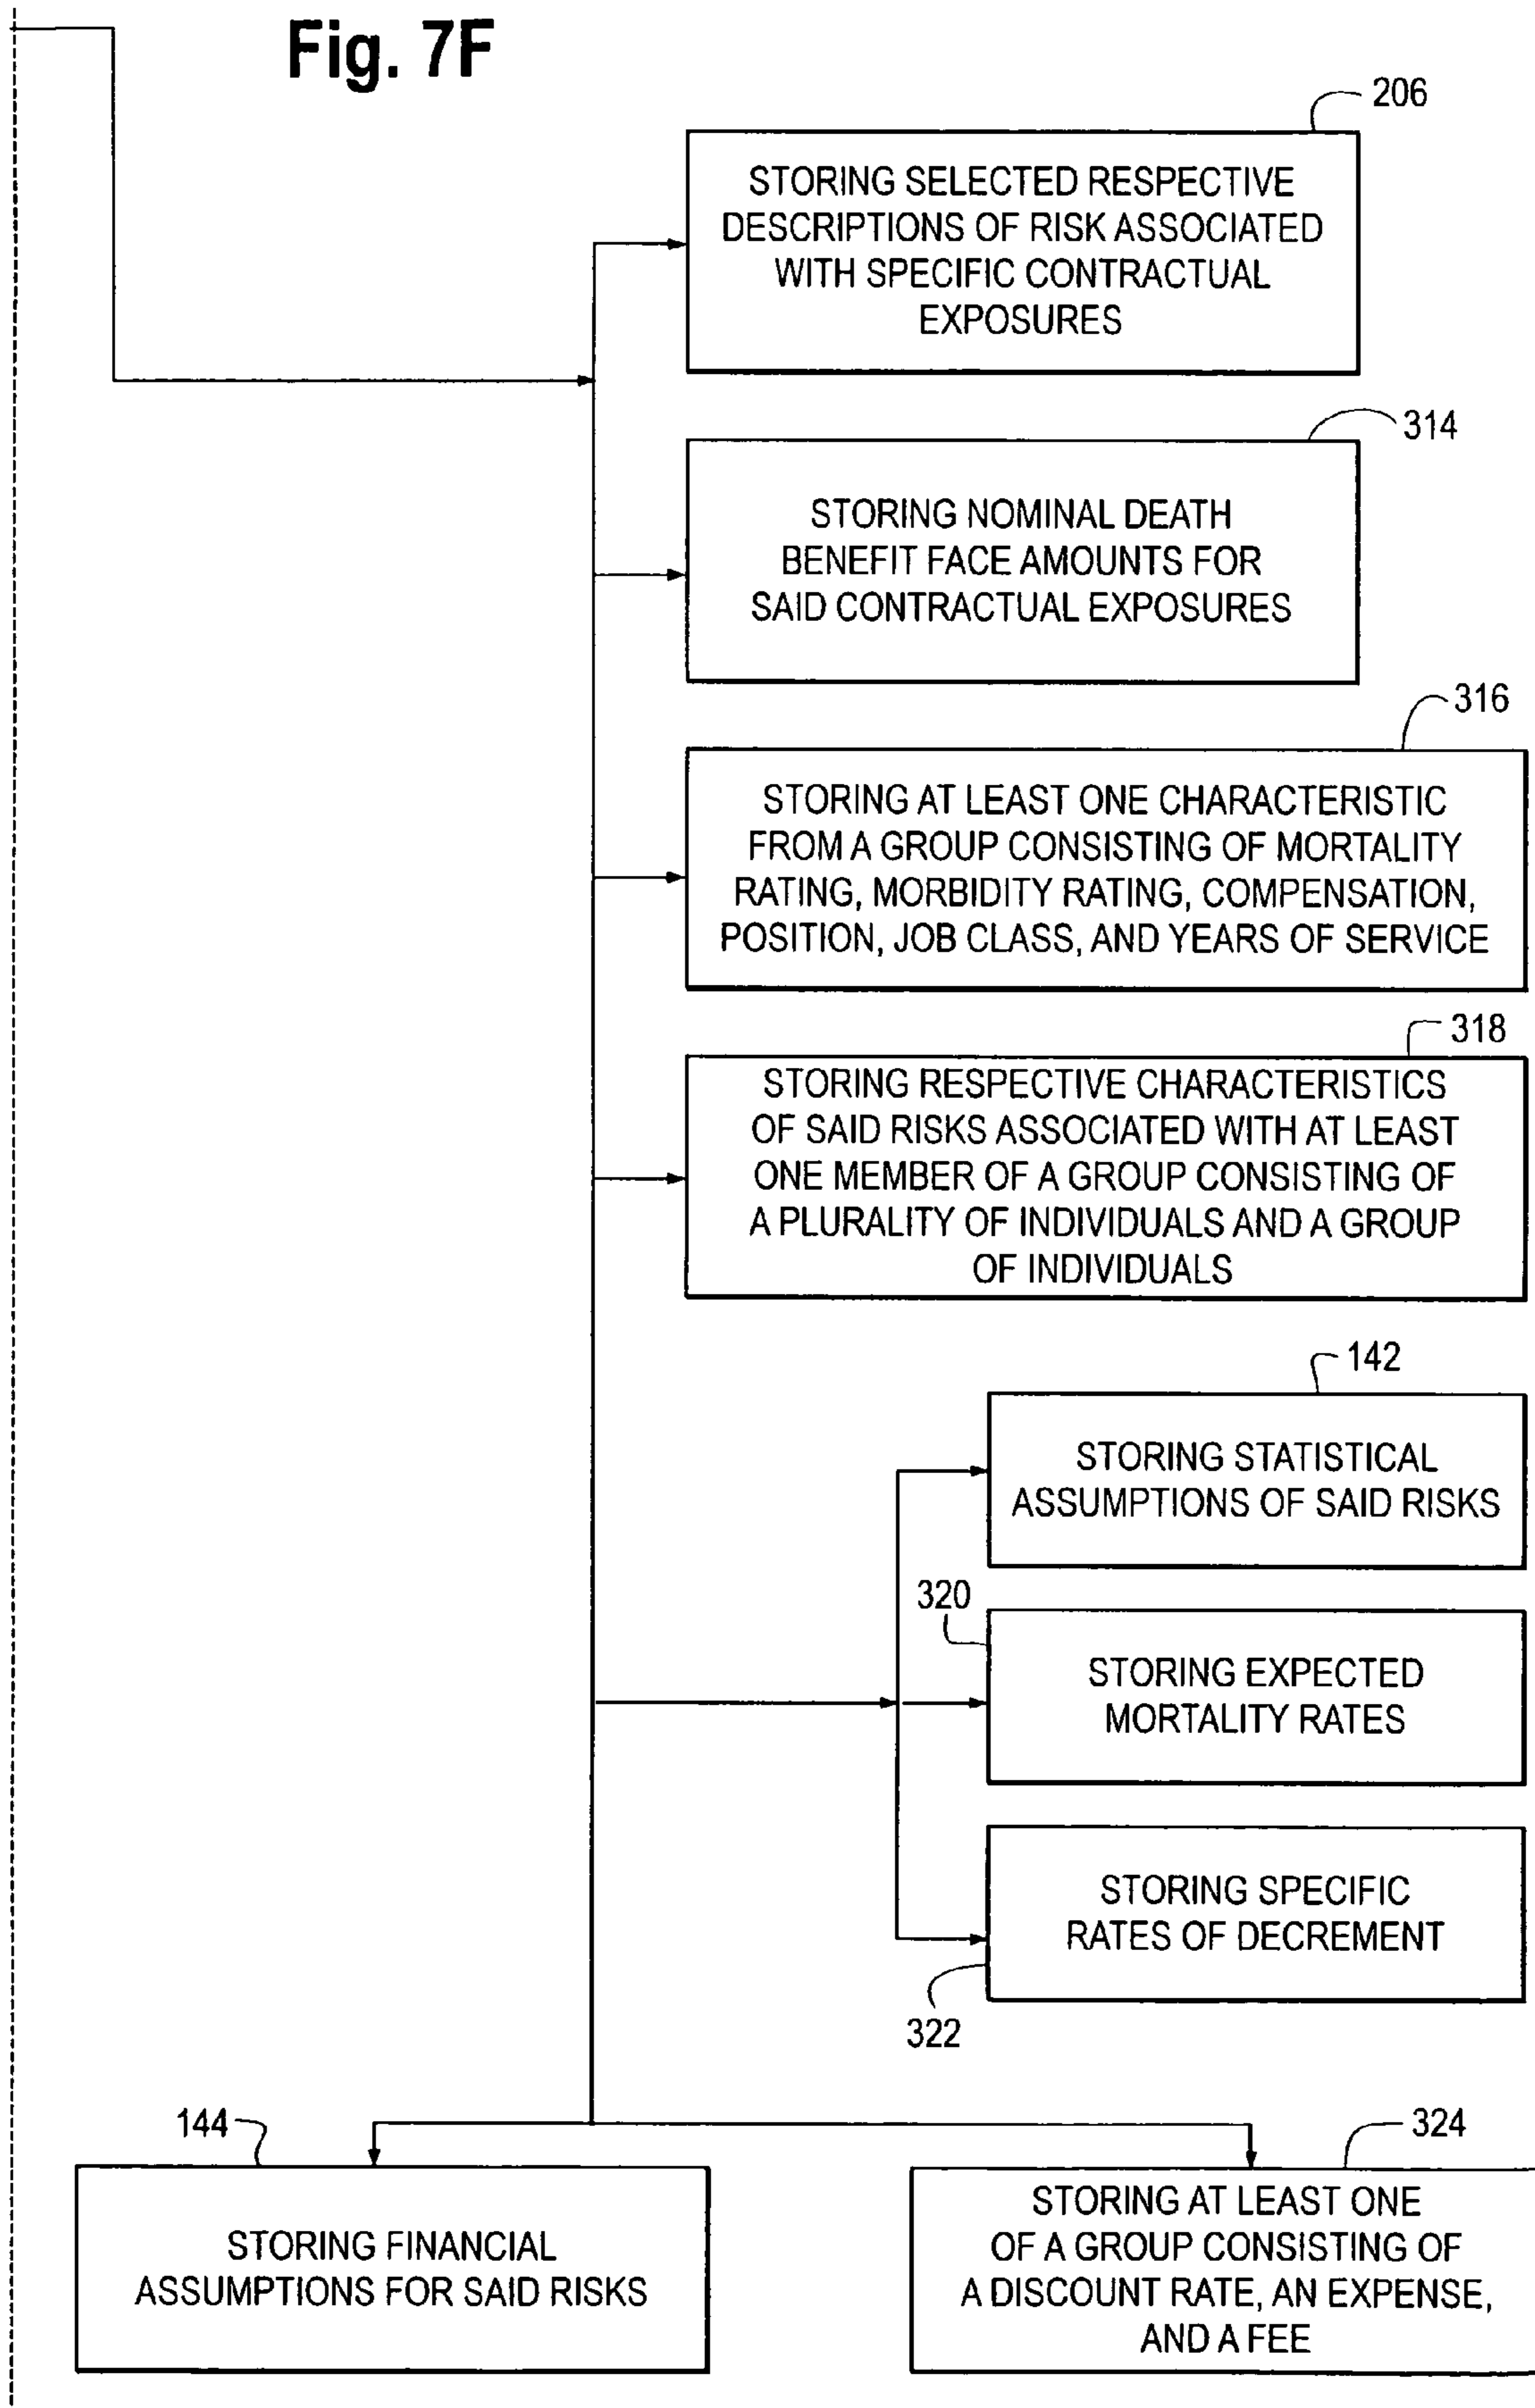 Fig. 7F
206
STORING SELECTED RESPECTIVE
DESCRIPTIONS OF RISK ASSOCIATED
WITH SPECIFIC CONTRACTUAL
EXPOSURES
314
STORING NOMINAL DEATH
BENEFIT FACE AMOUNTS FOR
SAID CONTRACTUAL EXPOSURES
316
STORING AT LEAST ONE CHARACTERISTIC
FROM A GROUP CONSISTING OF MORTALITY
RATING, MORBIDITY RATING, COMPENSATION,
POSITION, JOB CLASS, AND YEARS OF SERVICE
318
STORING RESPECTIVE CHARACTERISTICS
OF SAID RISKS ASSOCIATED WITH AT LEAST
ONE MEMBER OF A GROUP CONSISTING OF
A PLURALITY OF INDIVIDUALS AND A GROUP
OF INDIVIDUALS
142
STORING STATISTICAL
ASSUMPTIONS OF SAID RISKS
320
STORING EXPECTED
MORTALITY RATES
STORING SPECIFIC
RATES OF DECREMENT
322
144
STORING FINANCIAL
ASSUMPTIONS FOR SAID RISKS
324
STORING AT LEAST ONE
OF A GROUP CONSISTING OF
A DISCOUNT RATE, AN EXPENSE,
AND A FEE